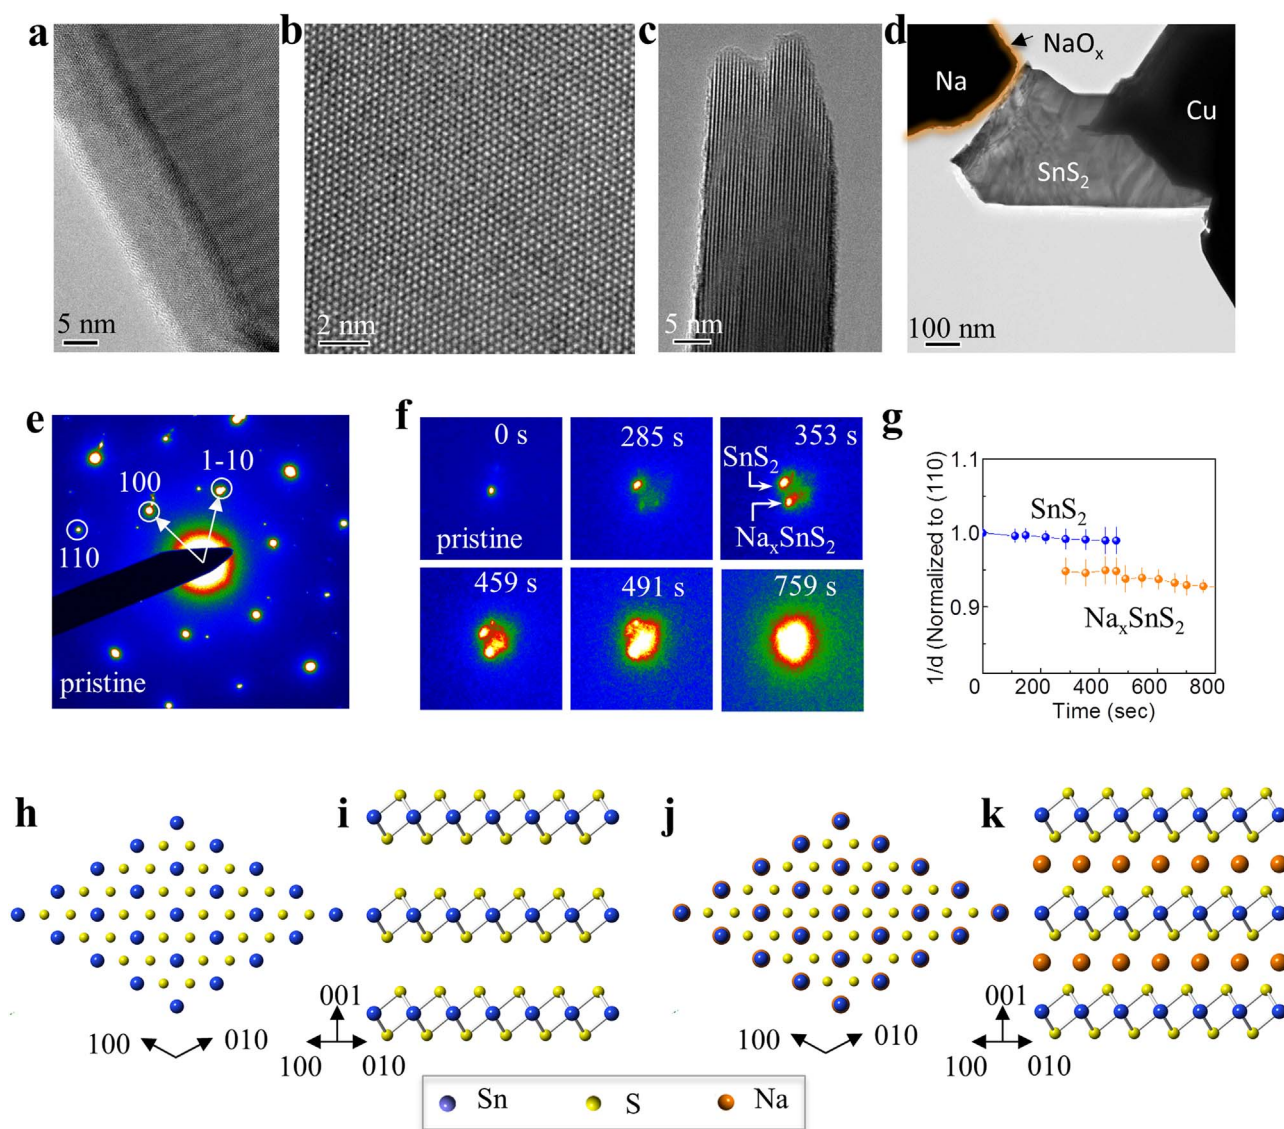 a
5 nm
b
2 nm
c
5 nm
d
NaOₓ
Na
Cu
SnS₂
100 nm
e
1-10
100
110
pristine
f
0 s
pristine
285 s
353 s
SnS₂
NaₓSnS₂
459 s
491 s
759 s
g
1.1
1.0
0.9
1/d (Normalized to (110)
SnS₂
NaₓSnS₂
0 200 400 600 800
Time (sec)
h
100
010
i
001
100
010
j
100
010
k
001
100
010
Sn
S
Na